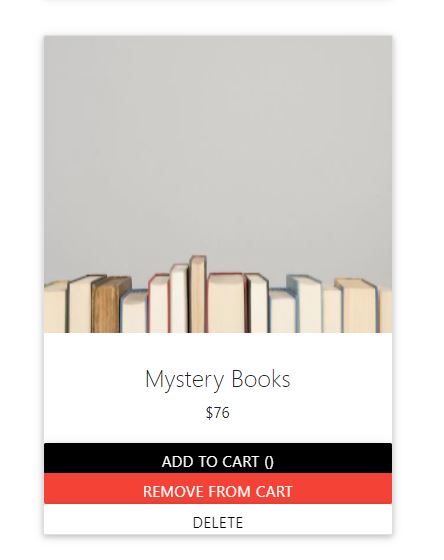 Mystery Books
$76
ADD TO CART ()
REMOVE FROM CART
DELETE